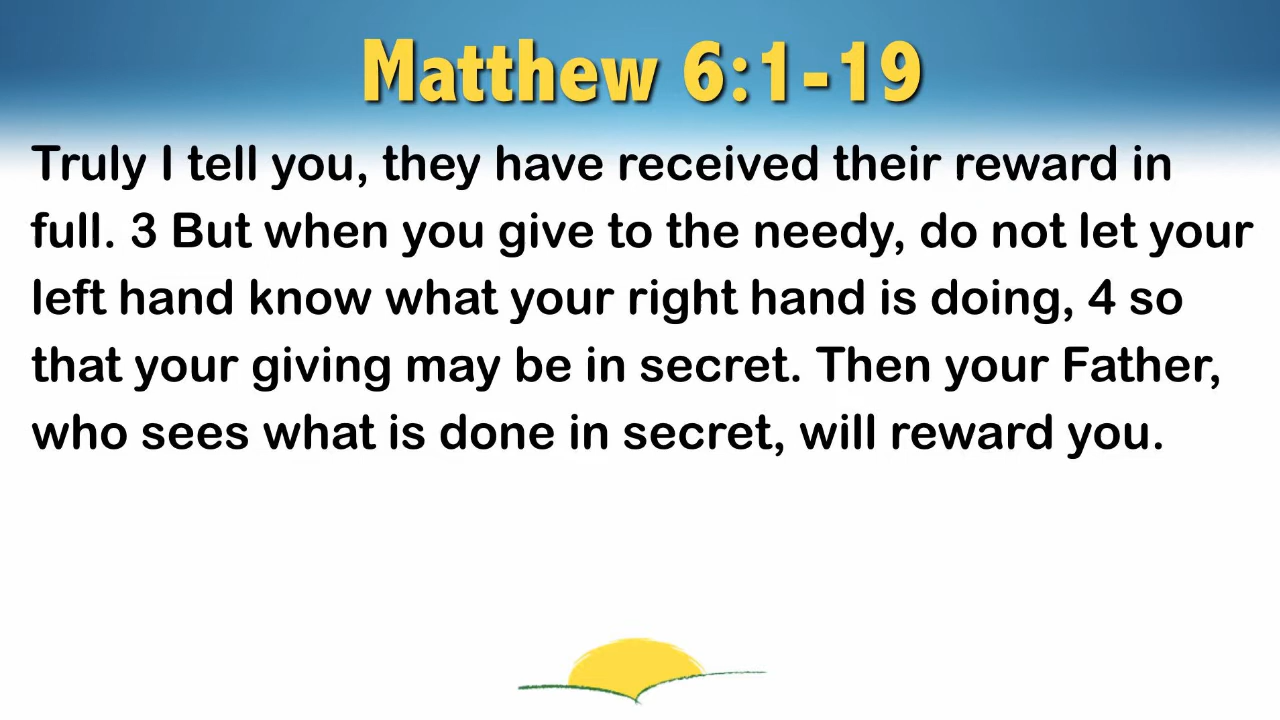 Matthew 6:1-19
Truly I tell you, they have received their reward in
full. 3 But when you give to the needy, do not let your
left hand know what your right hand is doing, 4 so
that your giving may be in secret. Then your Father,
who sees what is done in secret, will reward you.